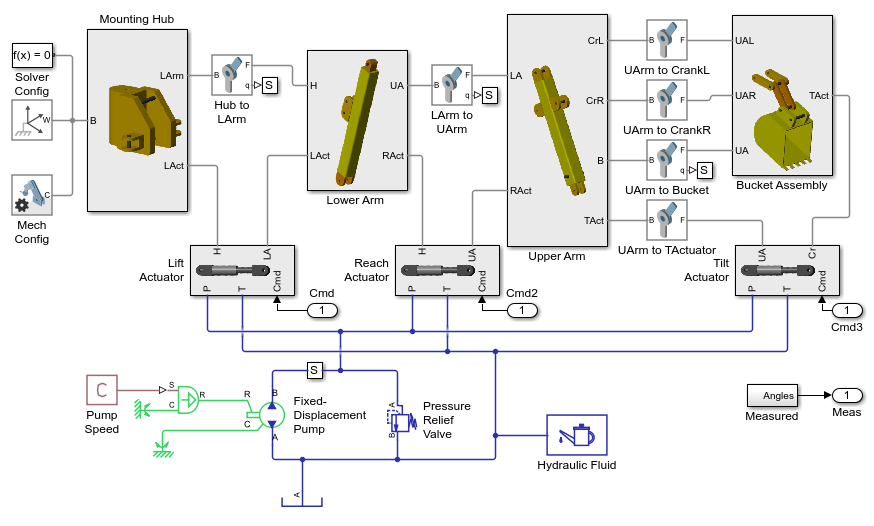 Mounting Hub
f(x) = 0
Solver
Config
W
C
Mech
Config
B
LArm
LAct
B
F
q
S
Hub to
LArm
H
UA
LAct
RAct
Lower Arm
B
F
q
S
LArm to
UArm
LA
RAct
CrL
CrR
B
TAct
Upper Arm
B
F
UArm to CrankL
B
F
UArm to CrankR
B
F
q
S
UArm to Bucket
B
F
UArm to TActuator
UAL
UAR
UA
TAct
Bucket Assembly
Lift
Actuator
H
LA
P
T
Cmd
Cmd
1
Reach
Actuator
H
UA
P
T
Cmd
Cmd2
1
Tilt
Actuator
UA
Cr
P
T
Cmd
1
Cmd3
C
Pump
Speed
S
C
R
R
C
B
A
S
Fixed-
Displacement
Pump
A
B
Pressure
Relief
Valve
Hydraulic Fluid
A
Angles
Measured
1
Meas